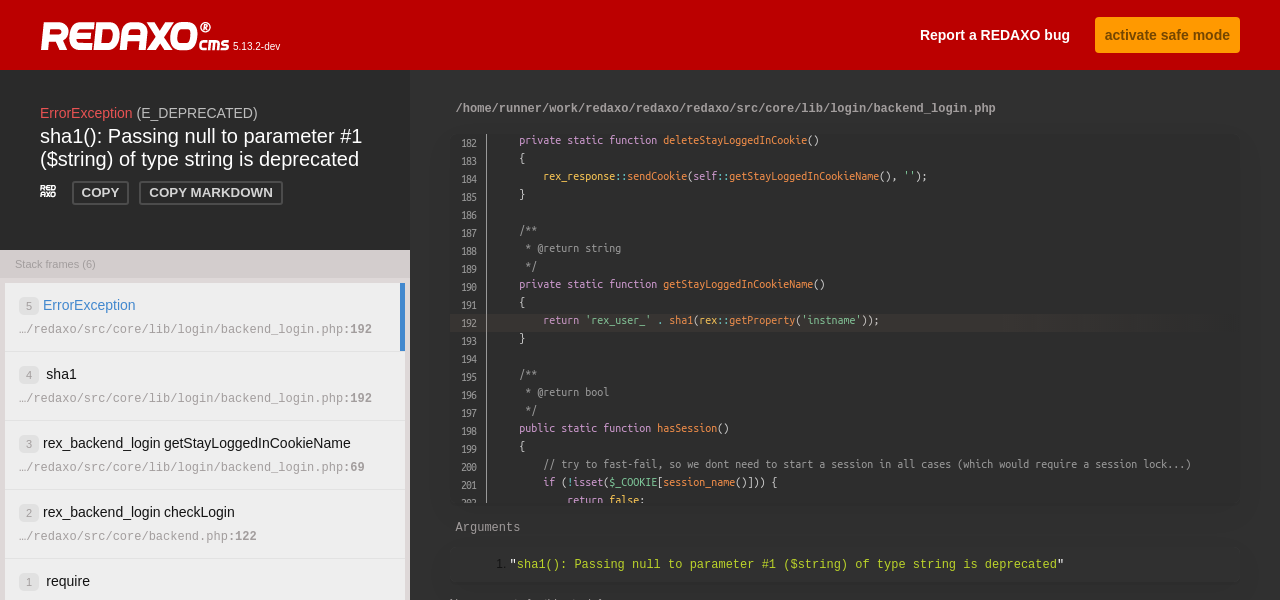 REDAXO® cms 5.13.2-dev
Report a REDAXO bug
activate safe mode
ErrorException (E_DEPRECATED)
sha1(): Passing null to parameter #1
($string) of type string is deprecated
RED
AXO
COPY
COPY MARKDOWN
Stack frames (6)
5 ErrorException
…/redaxo/src/core/lib/login/backend_login.php:192
4 sha1
…/redaxo/src/core/lib/login/backend_login.php:192
3 rex_backend_login getStayLoggedInCookieName
…/redaxo/src/core/lib/login/backend_login.php:69
2 rex_backend_login checkLogin
…/redaxo/src/core/backend.php:122
1 require
/home/runner/work/redaxo/redaxo/redaxo/src/core/lib/login/backend_login.php
182     private static function deleteStayLoggedInCookie()
183     {
184         rex_response::sendCookie(self::getStayLoggedInCookieName(), '');
185     }
186
187     /**
188      * @return string
189      */
190     private static function getStayLoggedInCookieName()
191     {
192         return 'rex_user_' . sha1(rex::getProperty('instname'));
193     }
194
195     /**
196      * @return bool
197      */
198     public static function hasSession()
199     {
200         // try to fast-fail, so we dont need to start a session in all cases (which would require a session lock...)
201         if (!isset($_COOKIE[session_name()])) {
202             return false;
Arguments
1. "sha1(): Passing null to parameter #1 ($string) of type string is deprecated"